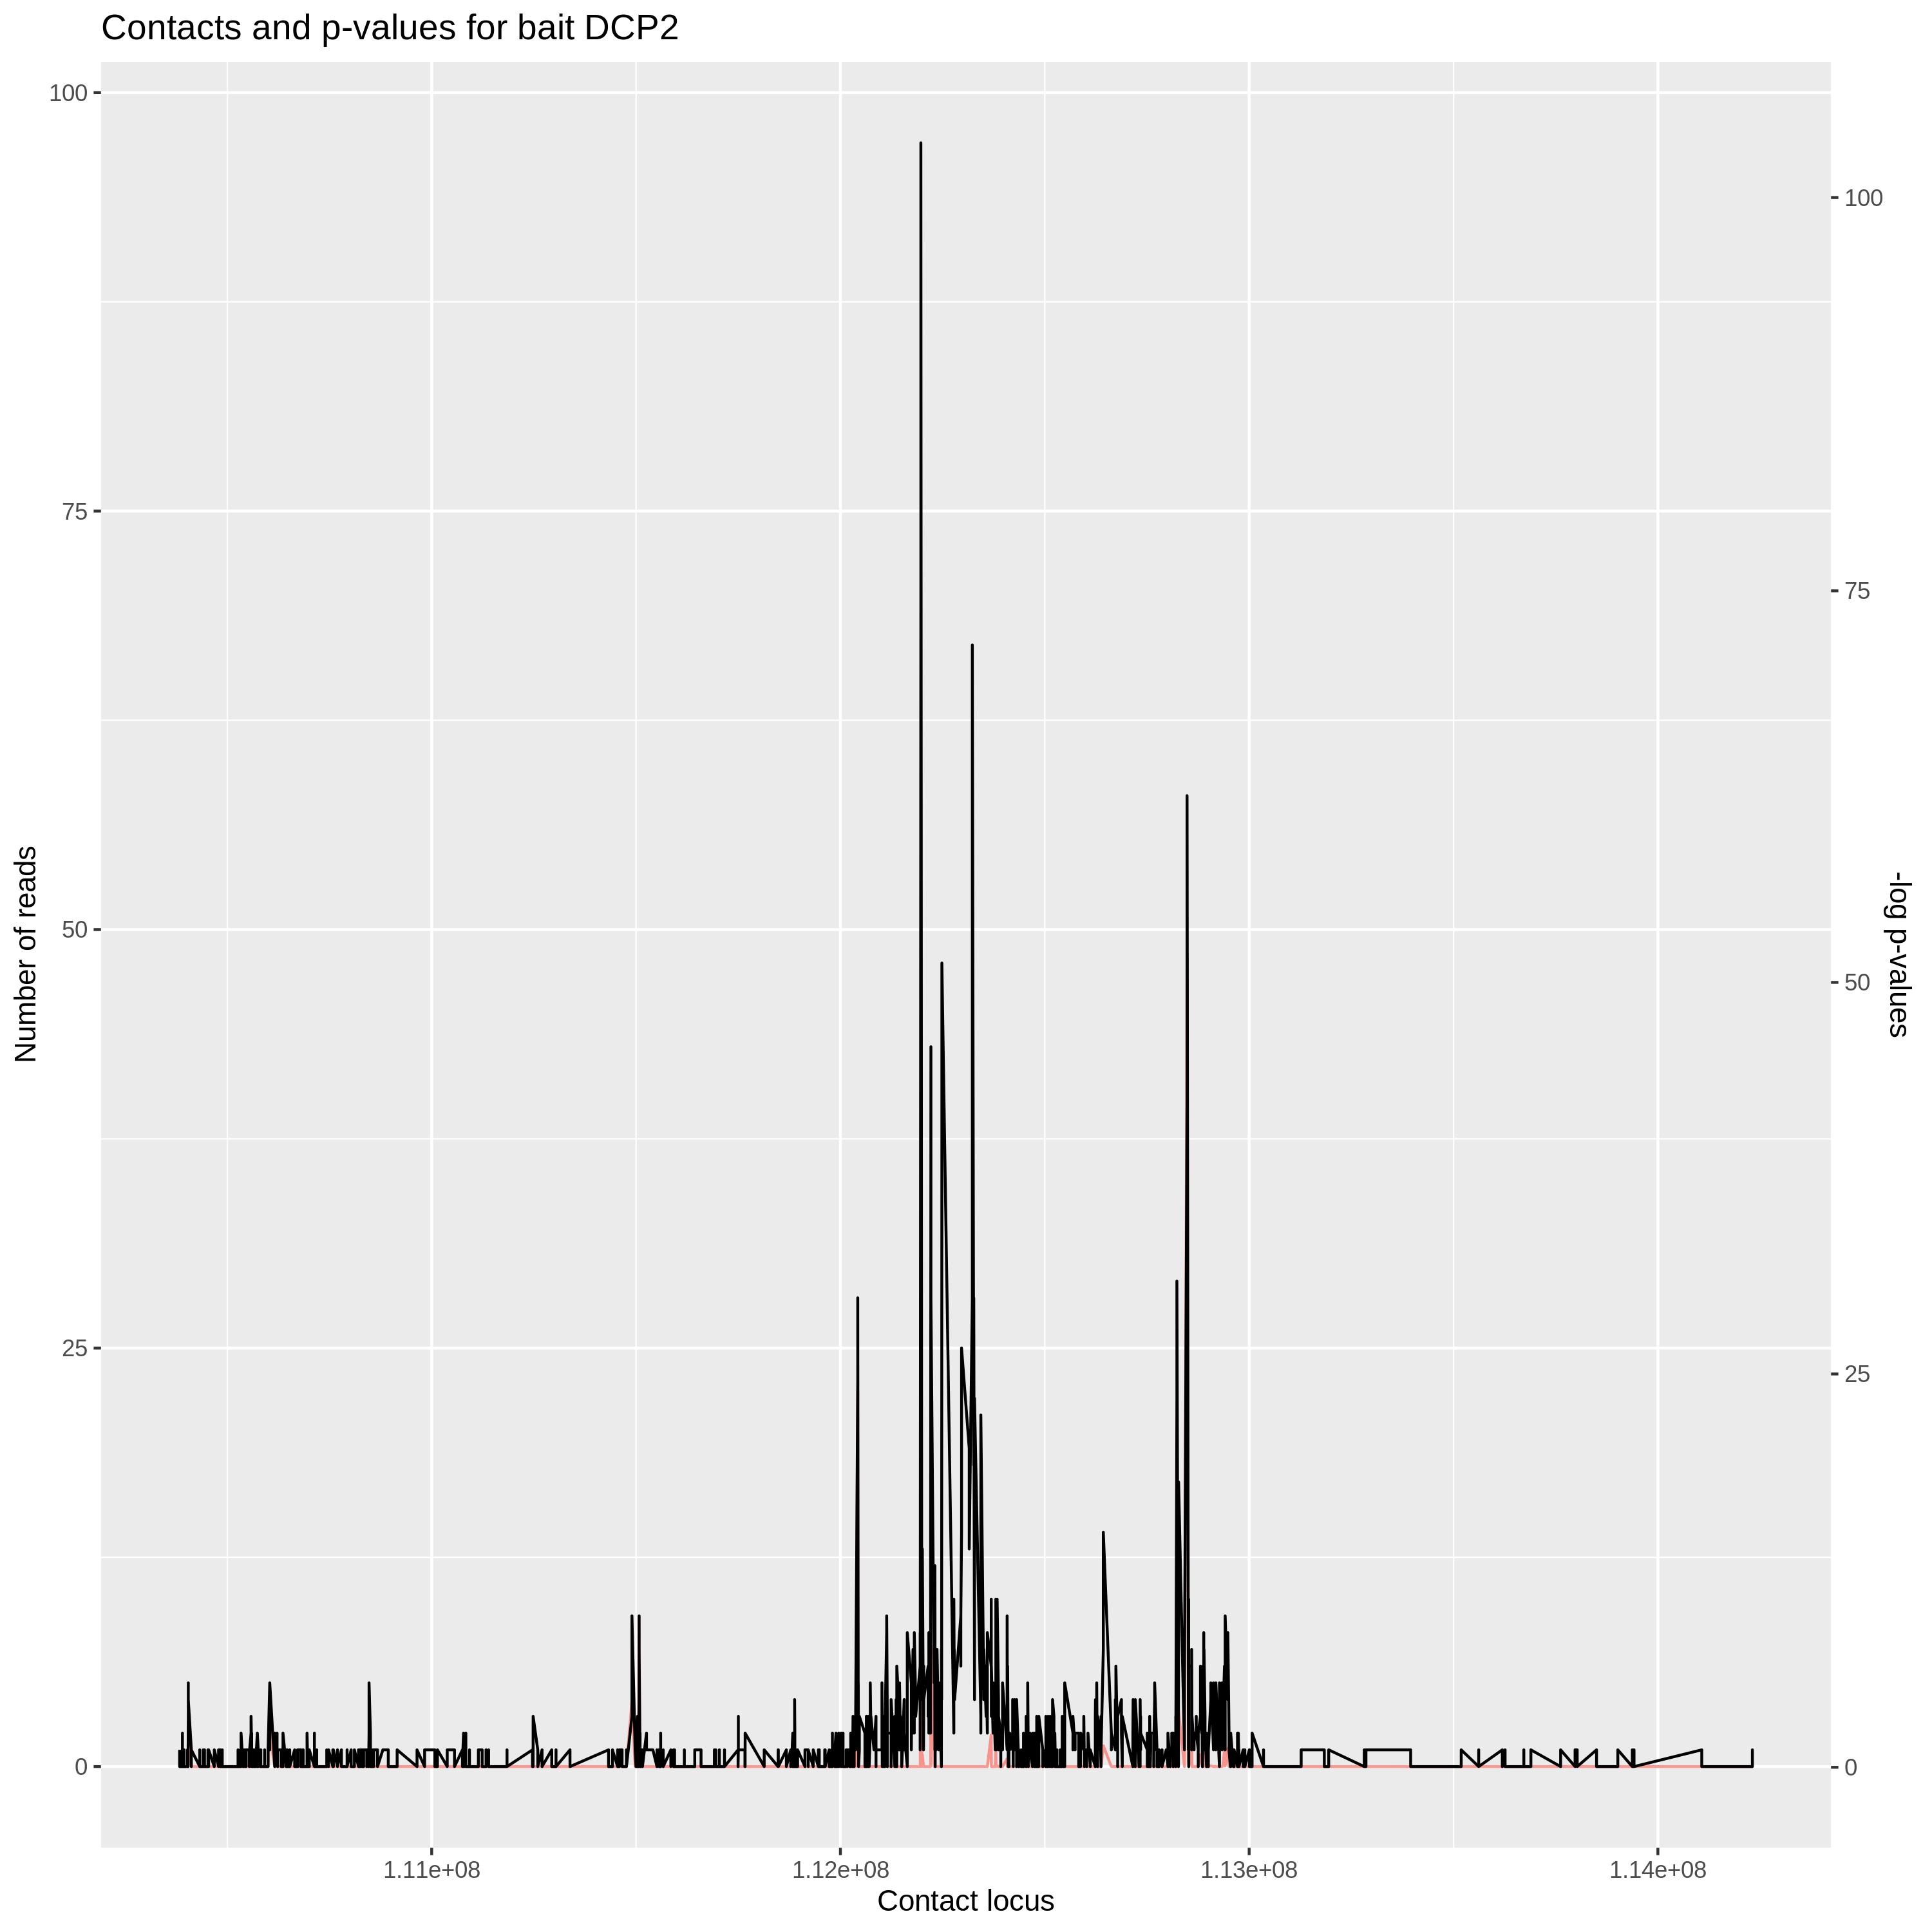 Contacts and p-values for bait DCP2
100
75
50
25
0
Number of reads
100
75
50
25
0
-log p-values
1.11e+08
1.12e+08
1.13e+08
1.14e+08
Contact locus